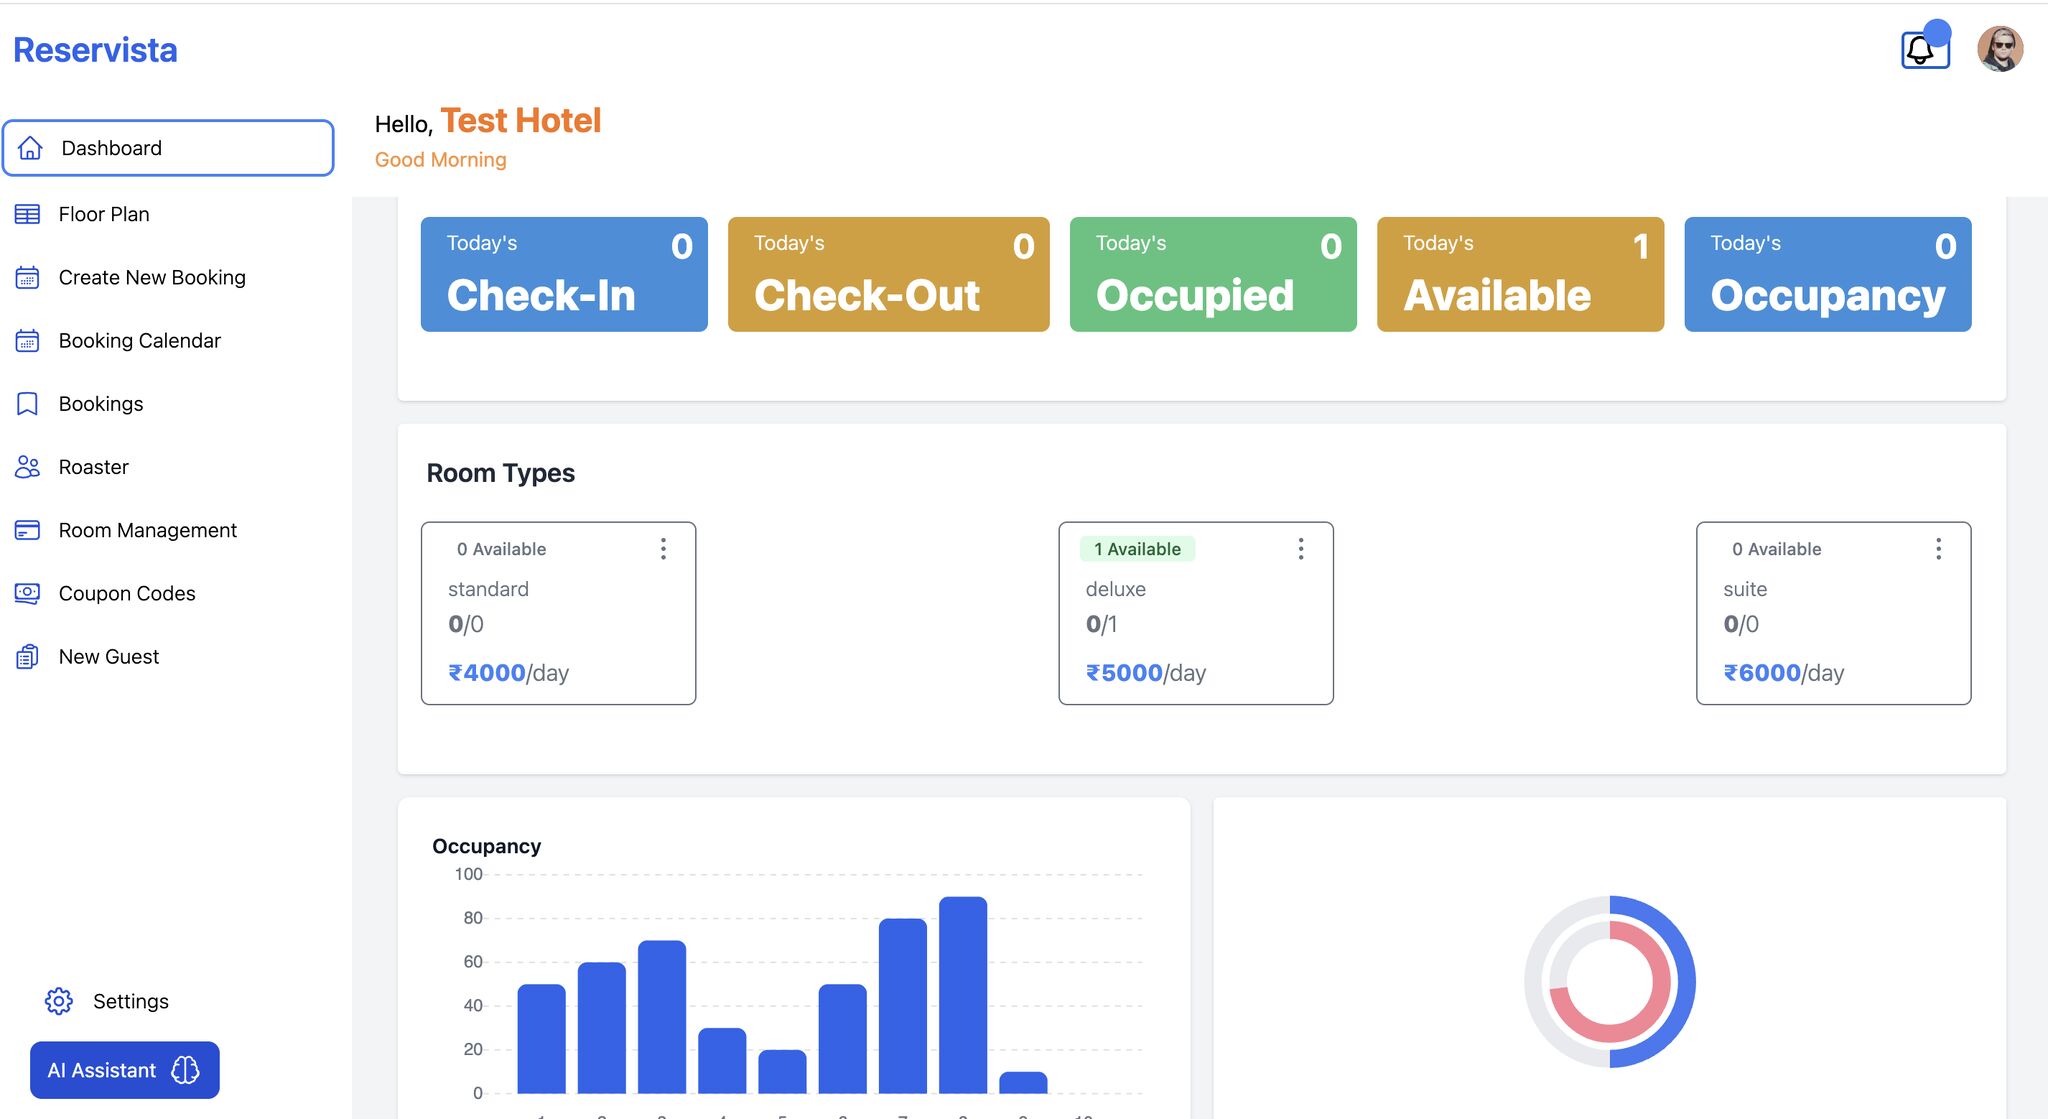 Reservista
Hello, Test Hotel
Good Morning
Dashboard
Floor Plan
Create New Booking
Booking Calendar
Bookings
Roaster
Room Management
Coupon Codes
New Guest
Settings
AI Assistant
Today's 0
Check-In
Today's 0
Check-Out
Today's 0
Occupied
Today's 1
Available
Today's 0
Occupancy
Room Types
0 Available
standard
0/0
₹4000/day
1 Available
deluxe
0/1
₹5000/day
0 Available
suite
0/0
₹6000/day
Occupancy
100
80
60
40
20
0